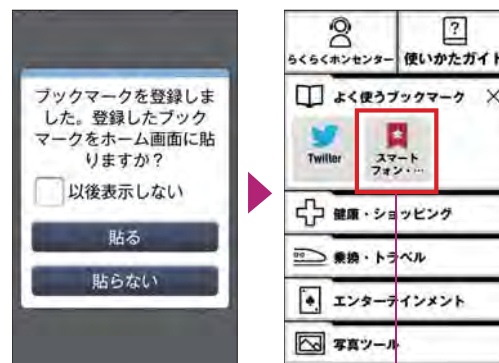 ブックマークを登録しま
した。登録したブック
マークをホーム画面に貼
りますか？
以後表示しない
貼る
貼らない
らくらくホンセンター
使いかたガイド
よく使うブックマーク ×
Twitter
スマート
フォン・…
健康・ショッピング
乗換・トラベル
エンターテインメント
写真ツール